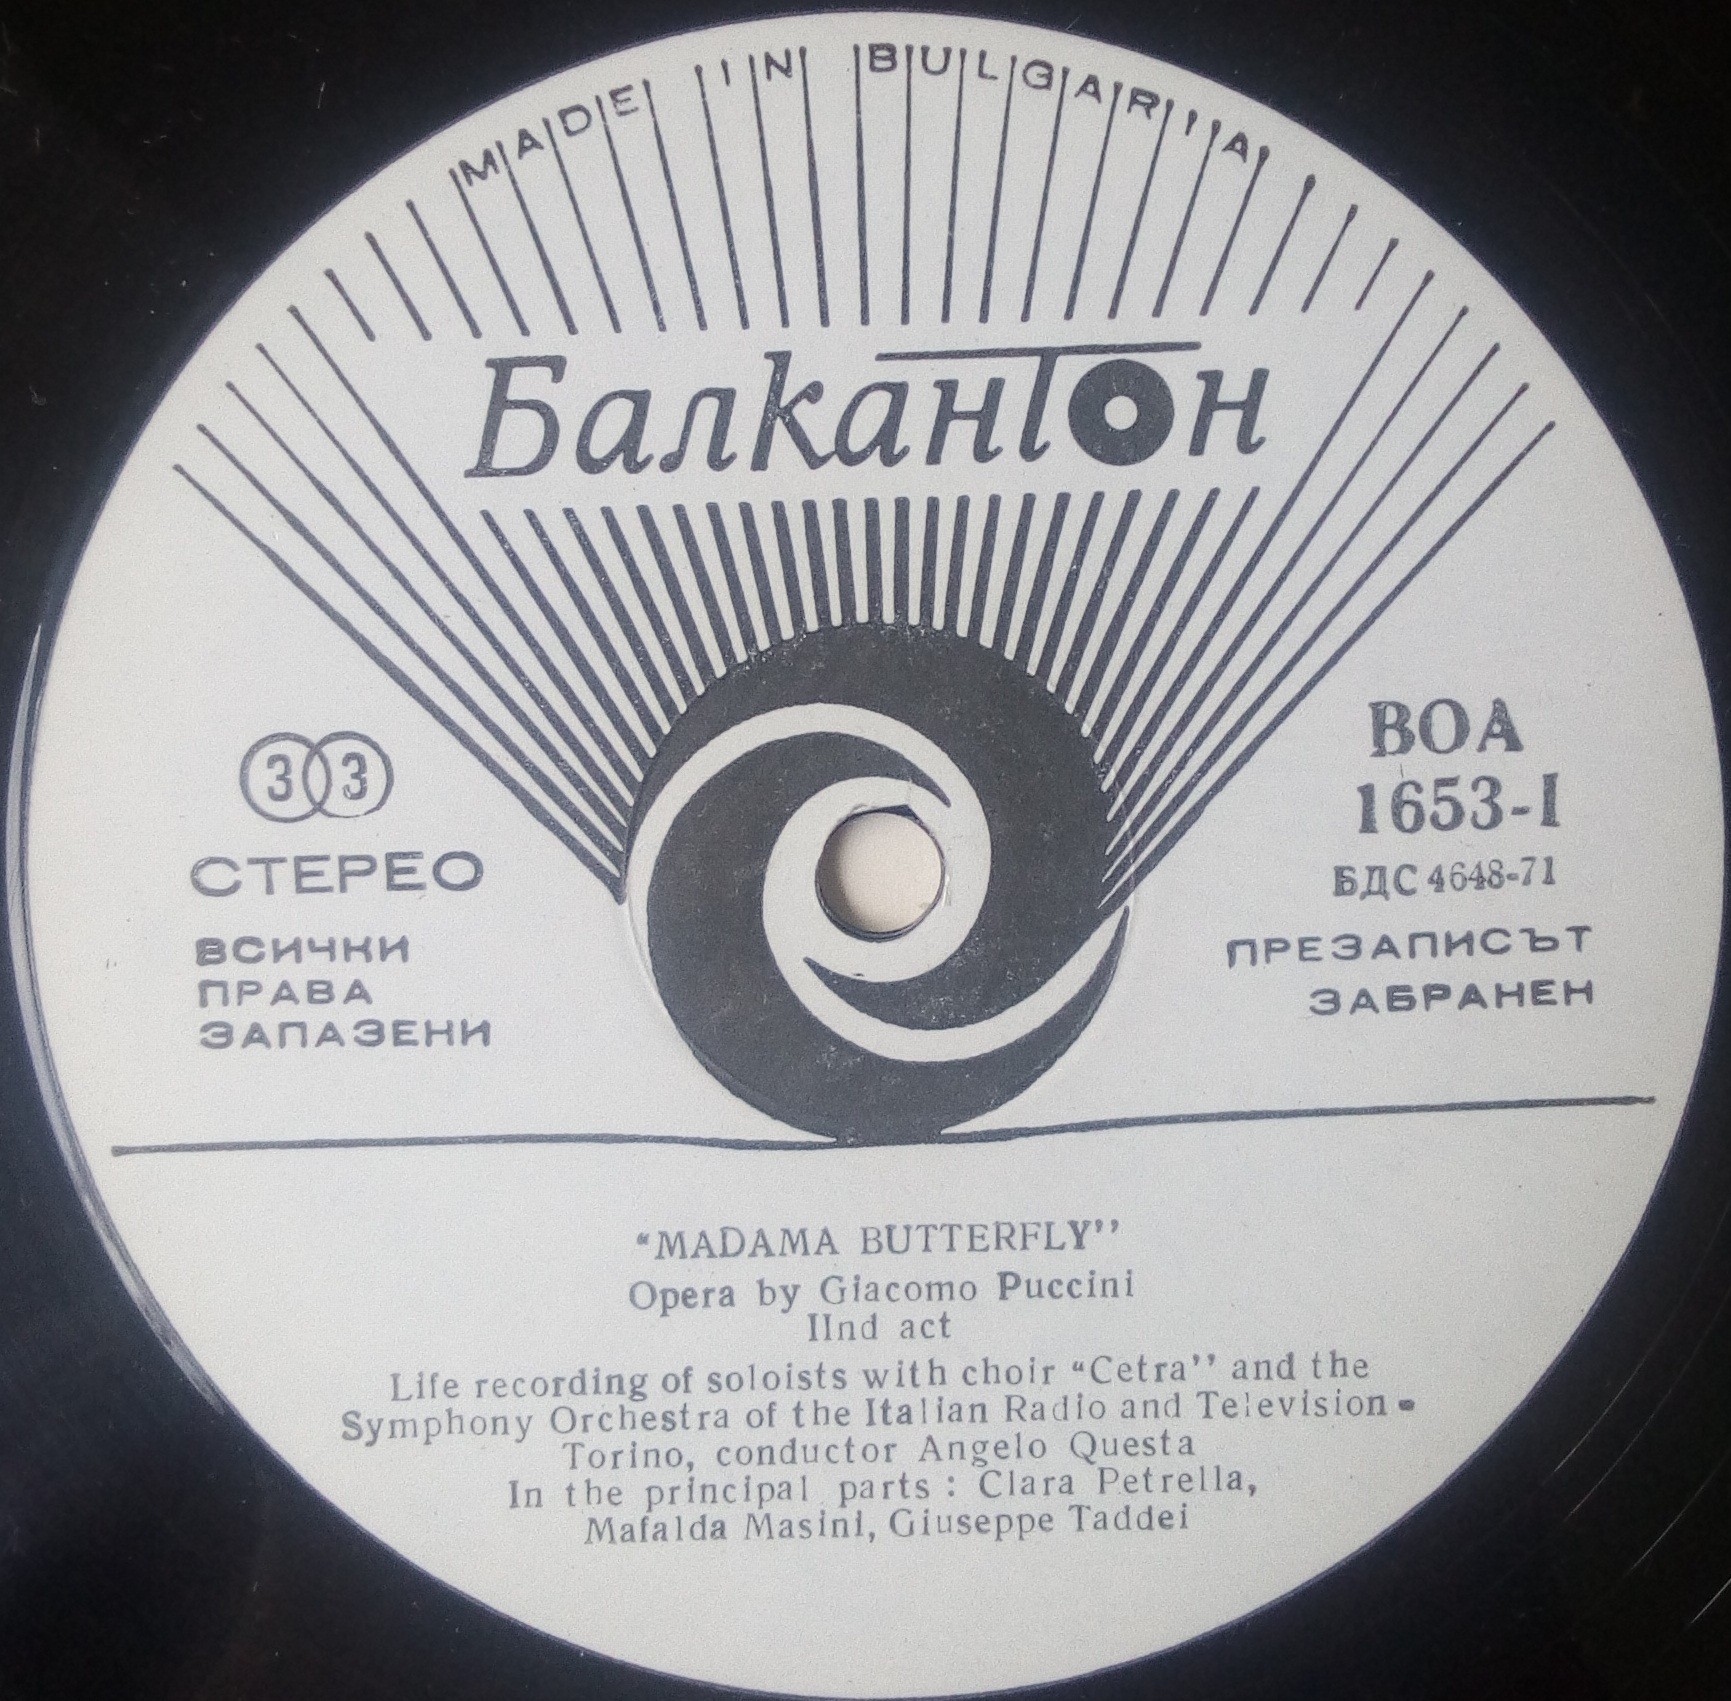 MADE IN BULGARIA
Балкантон
33
СТЕРЕО
ВСИЧКИ
ПРАВА
ЗАПАЗЕНИ
ВОА
1653-I
БДС 4648-71
ПРЕЗАПИСЪТ
ЗАБРАНЕН
“MADAMA BUTTERFLY’’
Opera by Giacomo Puccini
IInd act
Life recording of soloists with choir “Cetra’’ and the
Symphony Orchestra of the Italian Radio and Television -
Torino, conductor Angelo Questa
In the principal parts : Clara Petrella,
Mafalda Masini, Giuseppe Taddei